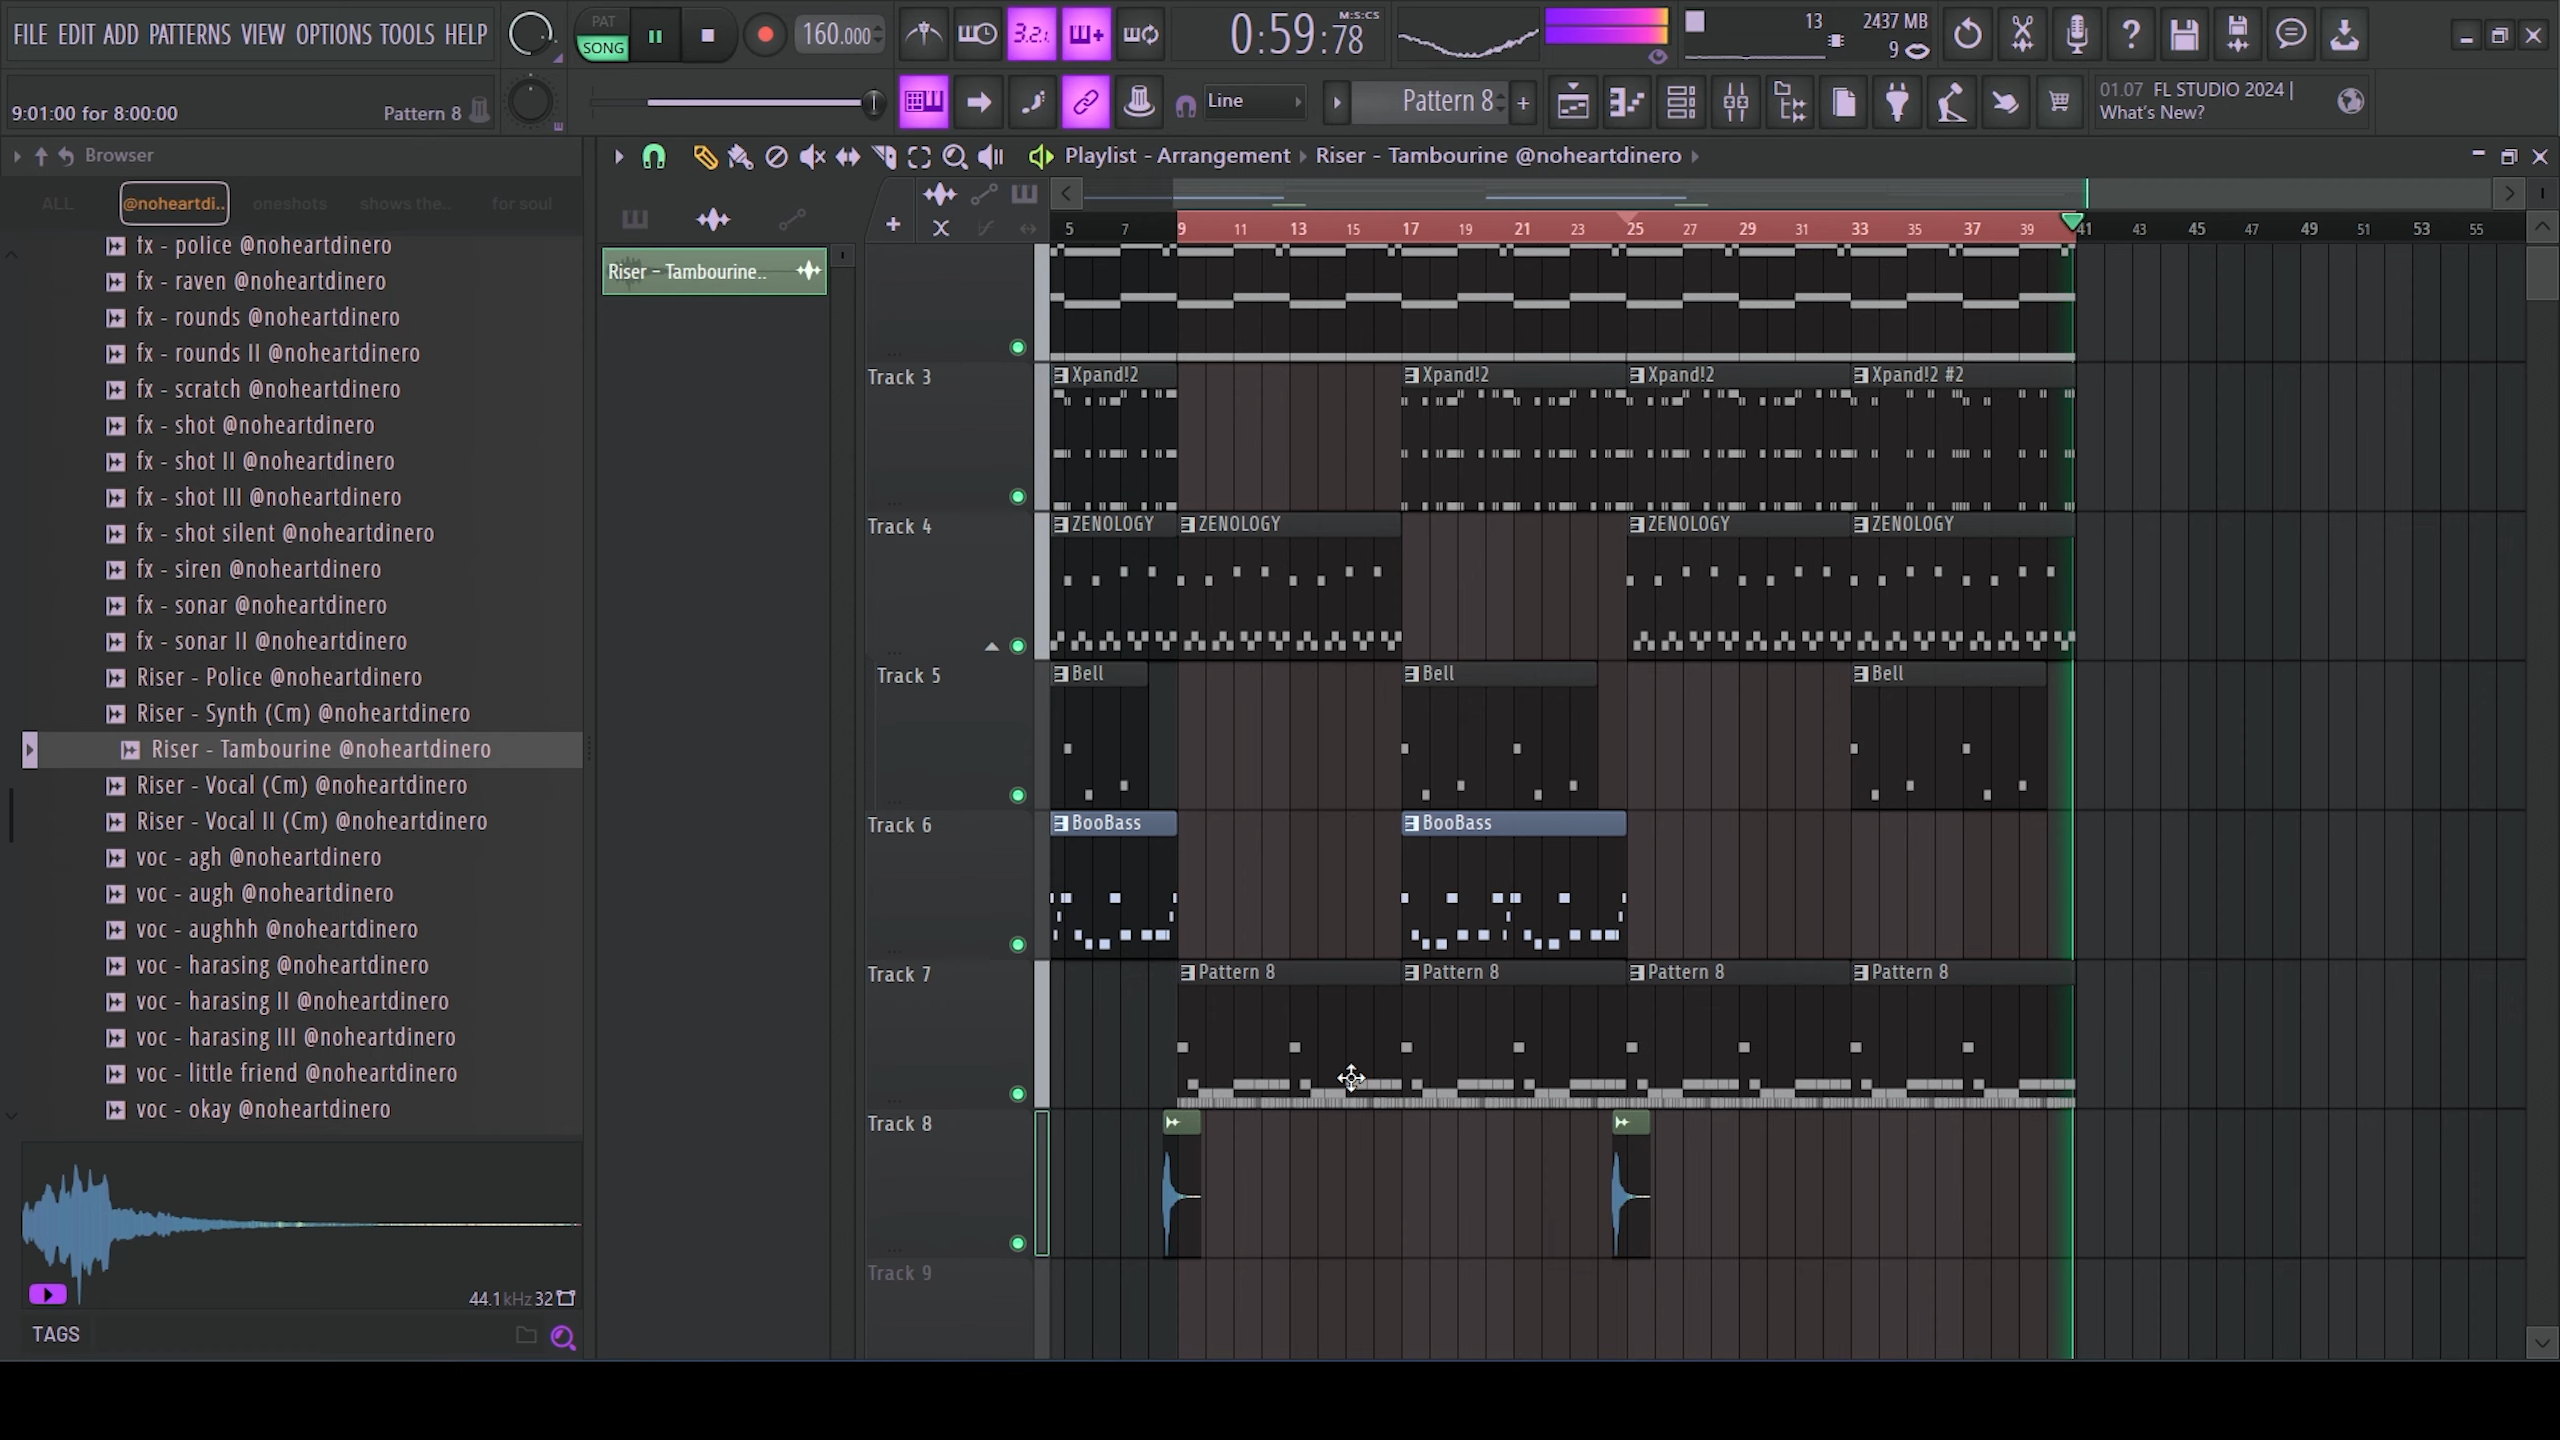 FILE EDIT ADD PATTERNS VIEW OPTIONS TOOLS HELP
PAT
SONG
160.000
3.2.
0:59:78
M:S:CS
13
2437 MB
9
9:01:00 for 8:00:00
Pattern 8
Line
Pattern 8
+
01.07 FL STUDIO 2024 |
What's New?
Browser
ALL
@noheartdi..
oneshots
shows the..
for soul
fx - police @noheartdinero
fx - raven @noheartdinero
fx - rounds @noheartdinero
fx - rounds II @noheartdinero
fx - scratch @noheartdinero
fx - shot @noheartdinero
fx - shot II @noheartdinero
fx - shot III @noheartdinero
fx - shot silent @noheartdinero
fx - siren @noheartdinero
fx - sonar @noheartdinero
fx - sonar II @noheartdinero
Riser - Police @noheartdinero
Riser - Synth (Cm) @noheartdinero
Riser - Tambourine @noheartdinero
Riser - Vocal (Cm) @noheartdinero
Riser - Vocal II (Cm) @noheartdinero
voc - agh @noheartdinero
voc - augh @noheartdinero
voc - aughhh @noheartdinero
voc - harasing @noheartdinero
voc - harasing II @noheartdinero
voc - harasing III @noheartdinero
voc - little friend @noheartdinero
voc - okay @noheartdinero
44.1kHz 32
TAGS
Playlist - Arrangement Riser - Tambourine @noheartdinero
Riser - Tambourine..
5 7 9 11 13 15 17 19 21 23 25 27 29 31 33 35 37 39 41 43 45 47 49 51 53 55
Track 3
Xpand!2
Xpand!2
Xpand!2
Xpand!2 #2
Track 4
ZENOLOGY
ZENOLOGY
ZENOLOGY
ZENOLOGY
Track 5
Bell
Bell
Bell
Track 6
BooBass
BooBass
Track 7
Pattern 8
Pattern 8
Pattern 8
Pattern 8
Track 8
Track 9